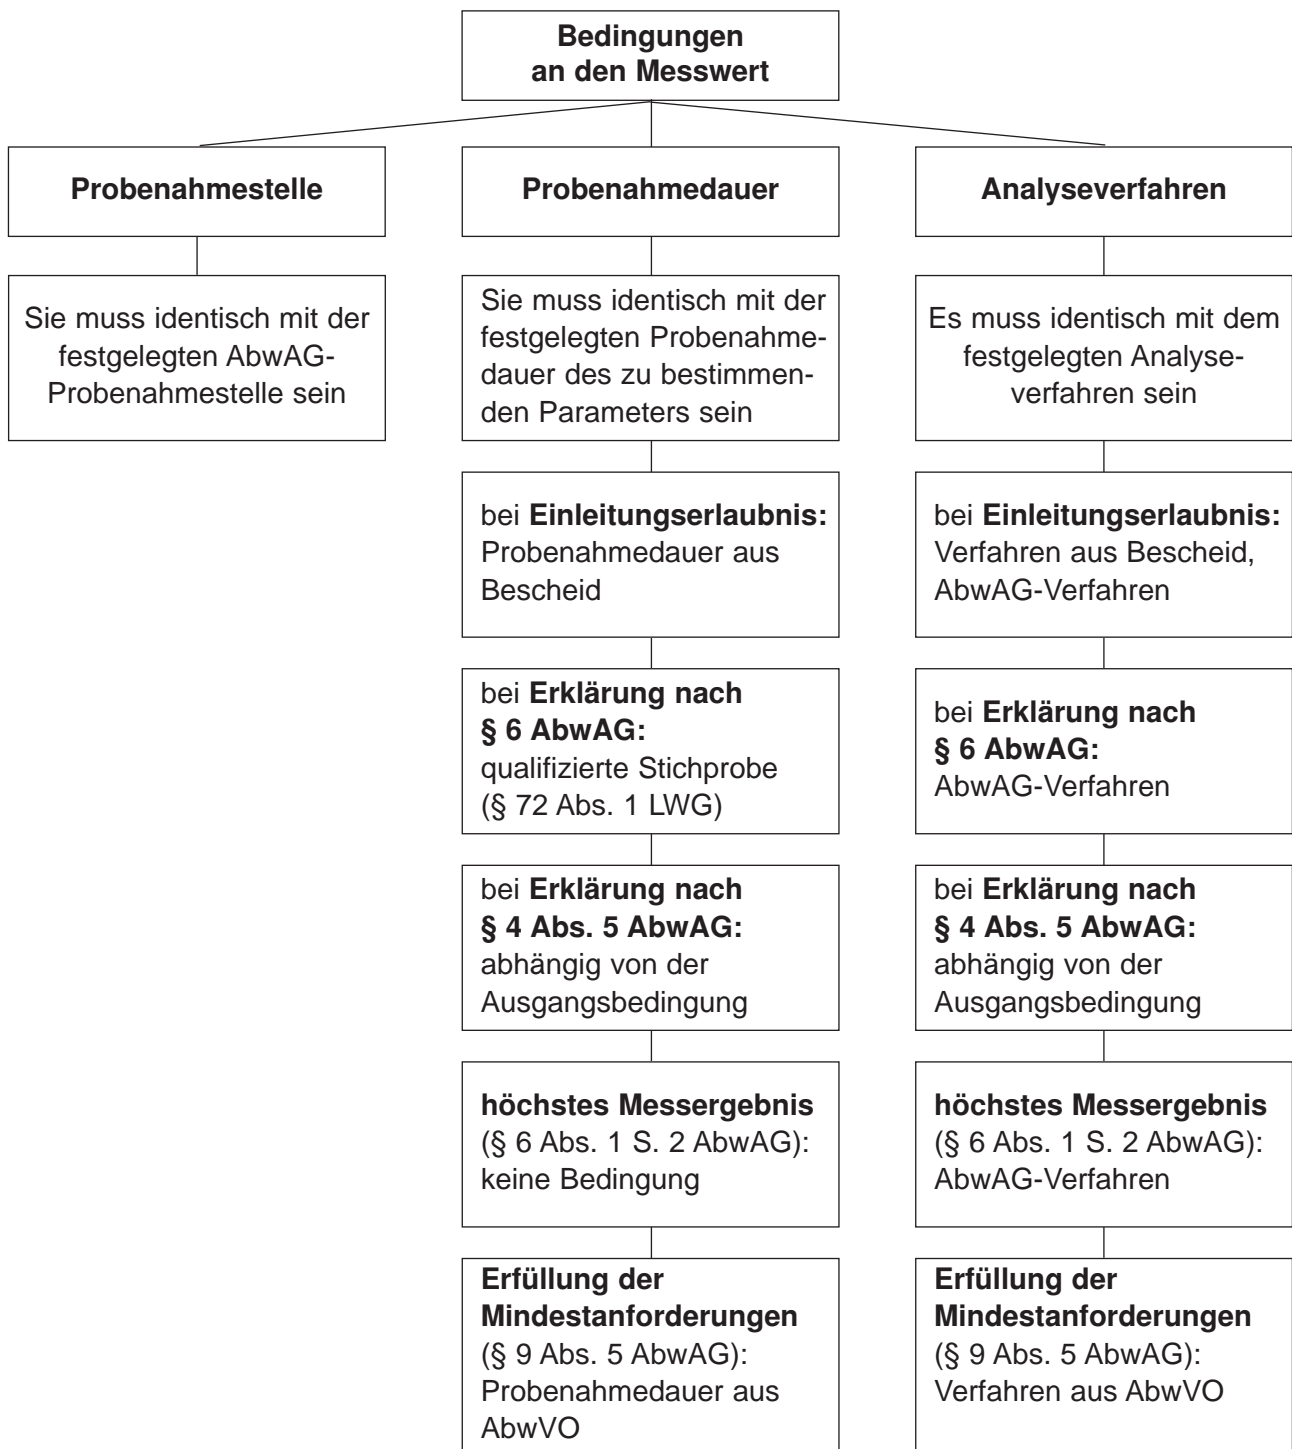 Bedingungen
an den Messwert
Probenahmestelle
Sie muss identisch mit der
festgelegten AbwAG-
Probenahmestelle sein
Probenahmedauer
Sie muss identisch mit der
festgelegten Probenahme-
dauer des zu bestimmen-
den Parameters sein
bei Einleitungserlaubnis:
Probenahmedauer aus
Bescheid
bei Erklärung nach
§ 6 AbwAG:
qualifizierte Stichprobe
(§ 72 Abs. 1 LWG)
bei Erklärung nach
§ 4 Abs. 5 AbwAG:
abhängig von der
Ausgangsbedingung
höchstes Messergebnis
(§ 6 Abs. 1 S. 2 AbwAG):
keine Bedingung
Erfüllung der
Mindestanforderungen
(§ 9 Abs. 5 AbwAG):
Probenahmedauer aus
AbwVO
Analyseverfahren
Es muss identisch mit dem
festgelegten Analyse-
verfahren sein
bei Einleitungserlaubnis:
Verfahren aus Bescheid,
AbwAG-Verfahren
bei Erklärung nach
§ 6 AbwAG:
AbwAG-Verfahren
bei Erklärung nach
§ 4 Abs. 5 AbwAG:
abhängig von der
Ausgangsbedingung
höchstes Messergebnis
(§ 6 Abs. 1 S. 2 AbwAG):
AbwAG-Verfahren
Erfüllung der
Mindestanforderungen
(§ 9 Abs. 5 AbwAG):
Verfahren aus AbwVO